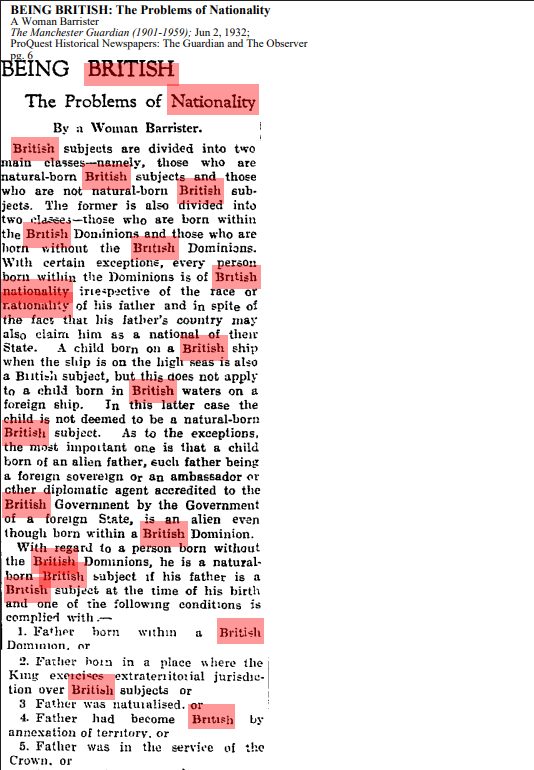 BEING BRITISH: The Problems of Nationality
A Woman Barrister
The Manchester Guardian (1901-1959); Jun 2, 1932;
ProQuest Historical Newspapers: The Guardian and The Observer
pg. 6
BEING BRITISH
The Problems of Nationality
By a Woman Barrister.
British subjects are divided into two
main classes—namely, those who are
natural-born British subjects and those
who are not natural-born British sub-
jects. The former is also divided into
two classes—those who are born within
the British Dominions and those who are
born without the British Dominions.
With certain exceptions, every person
born within the Dominions is of British
nationality irrespective of the race or
nationality of his father and in spite of
the fact that his father's country may
also claim him as a national of their
State. A child born on a British ship
when the ship is on the high seas is also
a British subject, but this does not apply
to a child born in British waters on a
foreign ship. In this latter case the
child is not deemed to be a natural-born
British subject. As to the exceptions,
the most important one is that a child
born of an alien father, such father being
a foreign sovereign or an ambassador or
other diplomatic agent accredited to the
British Government by the Government
of a foreign State, is an alien even
though born within a British Dominion.
With regard to a person born without
the British Dominions, he is a natural-
born British subject if his father is a
British subject at the time of his birth
and one of the following conditions is
complied with.—
1. Father born within a British
Dominion, or
2. Father born in a place where the
King exercises extraterritorial jurisdic-
tion over British subjects or
3 Father was naturalised, or
4. Father had become British by
annexation of territory, or
5. Father was in the service of the
Crown, or